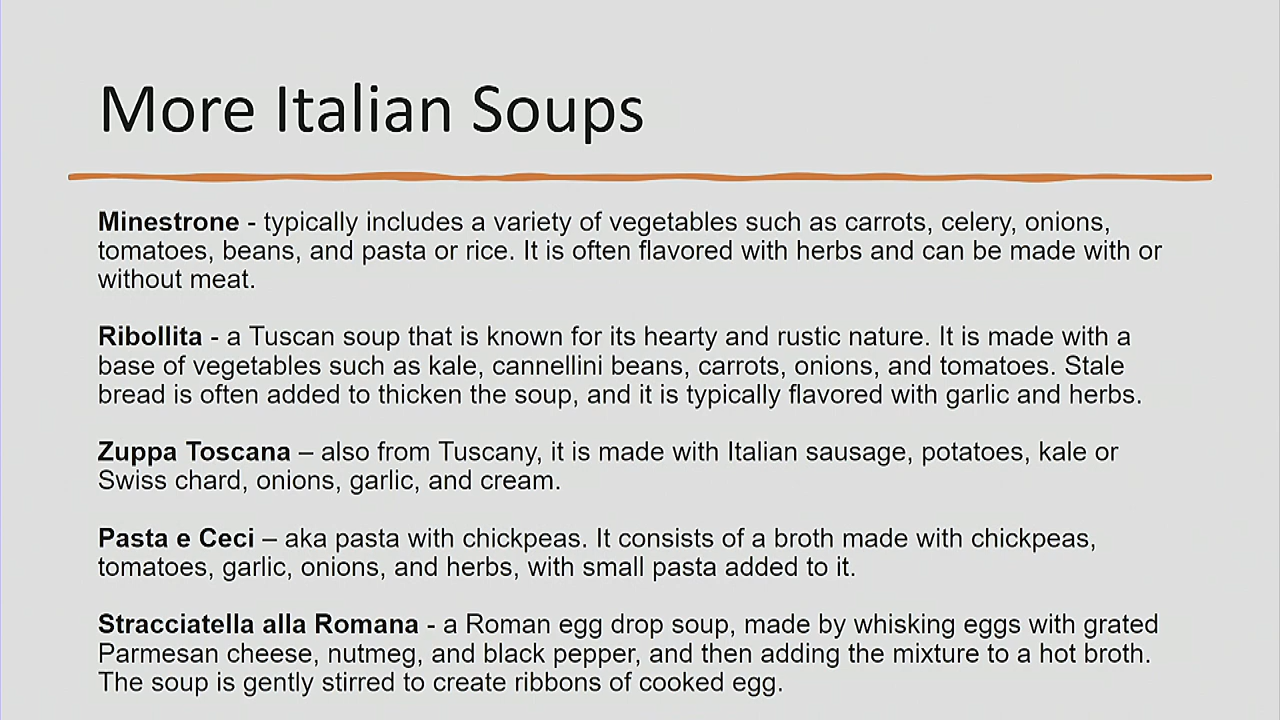 More Italian Soups
Minestrone - typically includes a variety of vegetables such as carrots, celery, onions,
tomatoes, beans, and pasta or rice. It is often flavored with herbs and can be made with or
without meat.
Ribollita - a Tuscan soup that is known for its hearty and rustic nature. It is made with a
base of vegetables such as kale, cannellini beans, carrots, onions, and tomatoes. Stale
bread is often added to thicken the soup, and it is typically flavored with garlic and herbs.
Zuppa Toscana – also from Tuscany, it is made with Italian sausage, potatoes, kale or
Swiss chard, onions, garlic, and cream.
Pasta e Ceci – aka pasta with chickpeas. It consists of a broth made with chickpeas,
tomatoes, garlic, onions, and herbs, with small pasta added to it.
Stracciatella alla Romana - a Roman egg drop soup, made by whisking eggs with grated
Parmesan cheese, nutmeg, and black pepper, and then adding the mixture to a hot broth.
The soup is gently stirred to create ribbons of cooked egg.